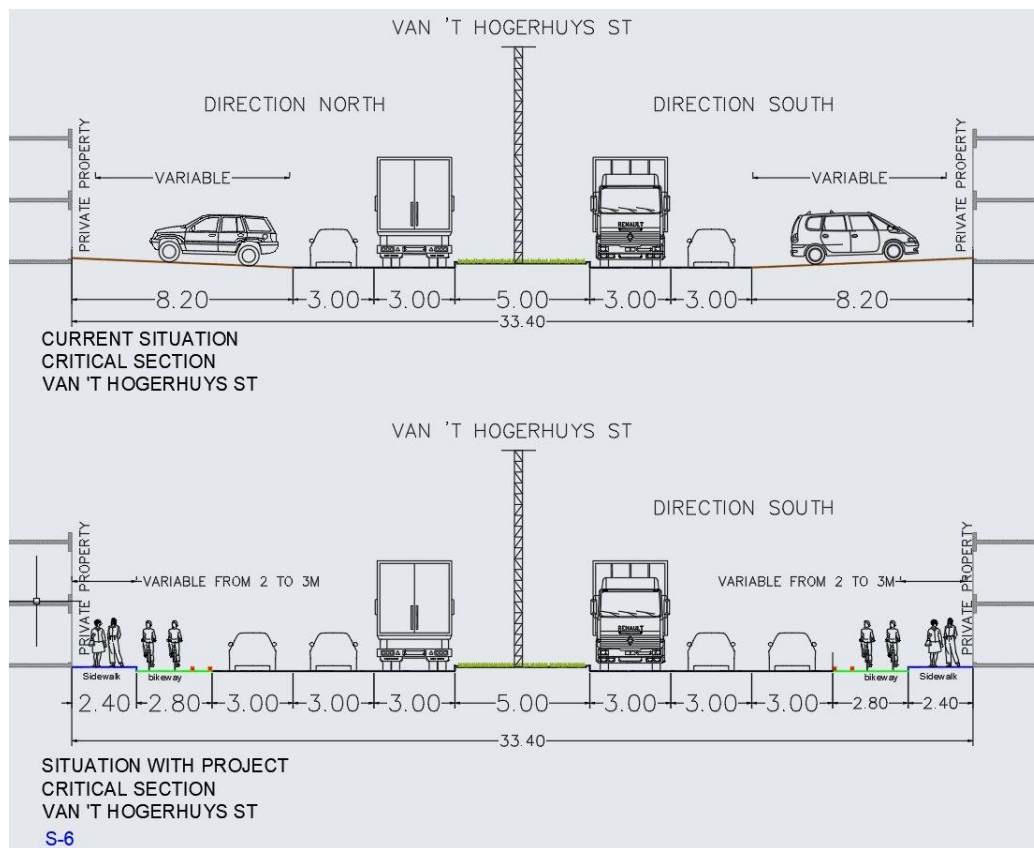 VAN 'T HOGERHUYS ST
DIRECTION NORTH
DIRECTION SOUTH
PRIVATE PROPERTY
VARIABLE
VARIABLE
PRIVATE PROPERTY
RENAULT
8.20 3.00 3.00 5.00 3.00 3.00 8.20
33.40
CURRENT SITUATION
CRITICAL SECTION
VAN 'T HOGERHUYS ST
VAN 'T HOGERHUYS ST
DIRECTION SOUTH
PRIVATE PROPERTY
VARIABLE FROM 2 TO 3M
VARIABLE FROM 2 TO 3M
PRIVATE PROPERTY
RENAULT
Sidewalk bikeway bikeway Sidewalk
2.40 2.80 3.00 3.00 3.00 5.00 3.00 3.00 3.00 2.80 2.40
33.40
SITUATION WITH PROJECT
CRITICAL SECTION
VAN 'T HOGERHUYS ST
S-6